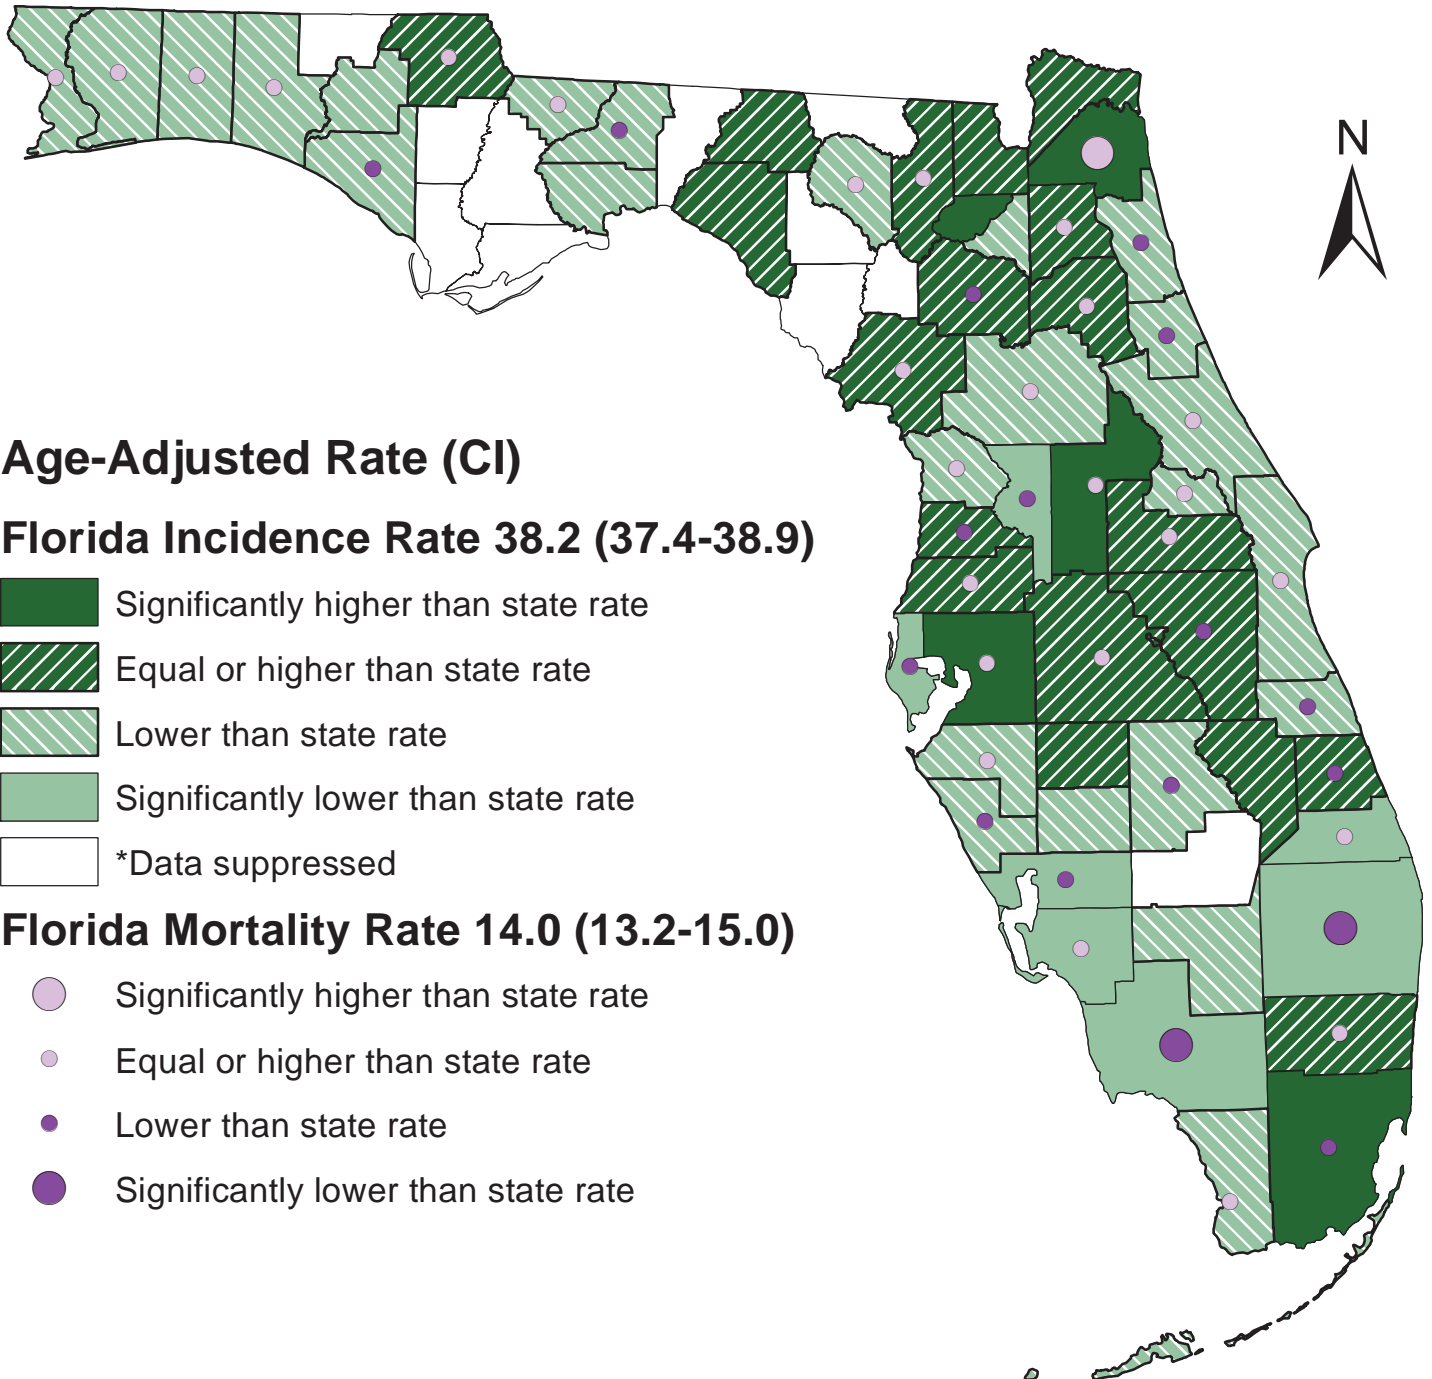 N
Age-Adjusted Rate (CI)
Florida Incidence Rate 38.2 (37.4-38.9)
Significantly higher than state rate
Equal or higher than state rate
Lower than state rate
Significantly lower than state rate
*Data suppressed
Florida Mortality Rate 14.0 (13.2-15.0)
Significantly higher than state rate
Equal or higher than state rate
Lower than state rate
Significantly lower than state rate